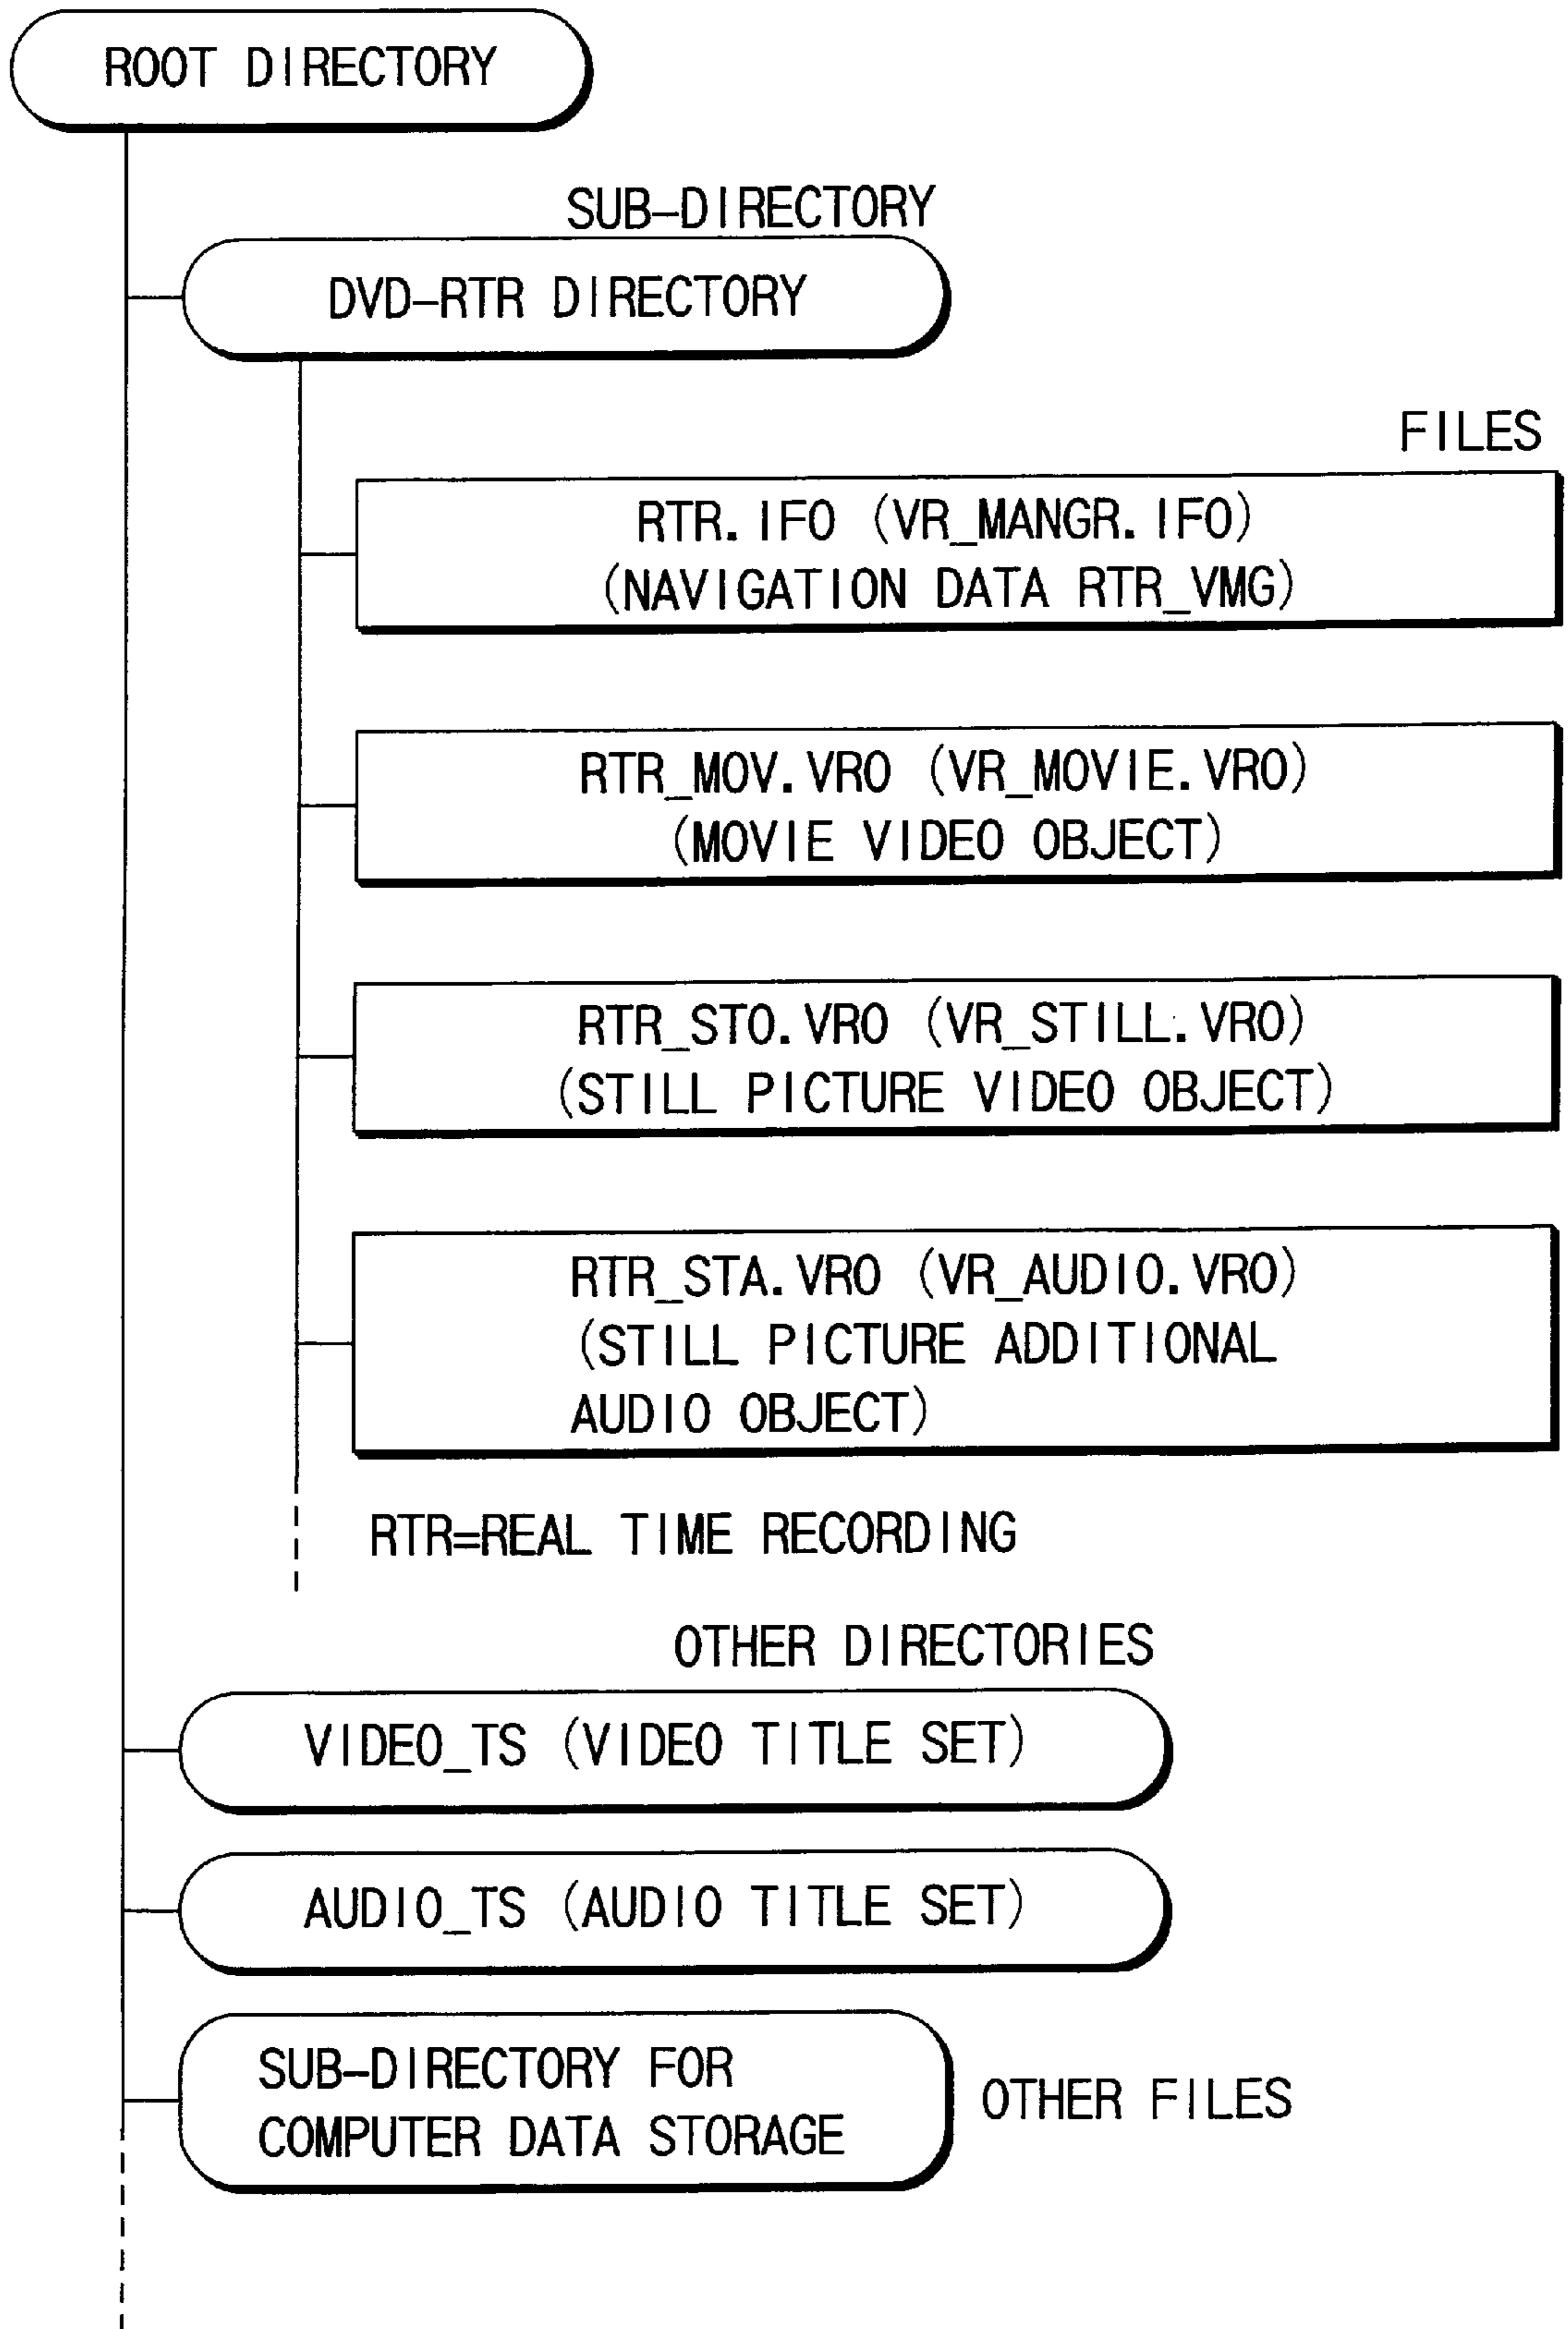 ROOT DIRECTORY
SUB-DIRECTORY
DVD-RTR DIRECTORY
FILES
RTR.IFO (VR_MANGR.IFO)
(NAVIGATION DATA RTR_VMG)
RTR_MOV.VRO (VR_MOVIE.VRO)
(MOVIE VIDEO OBJECT)
RTR_STO.VRO (VR_STILL.VRO)
(STILL PICTURE VIDEO OBJECT)
RTR_STA.VRO (VR_AUDIO.VRO)
(STILL PICTURE ADDITIONAL
AUDIO OBJECT)
RTR=REAL TIME RECORDING
OTHER DIRECTORIES
VIDEO_TS (VIDEO TITLE SET)
AUDIO_TS (AUDIO TITLE SET)
SUB-DIRECTORY FOR
COMPUTER DATA STORAGE
OTHER FILES